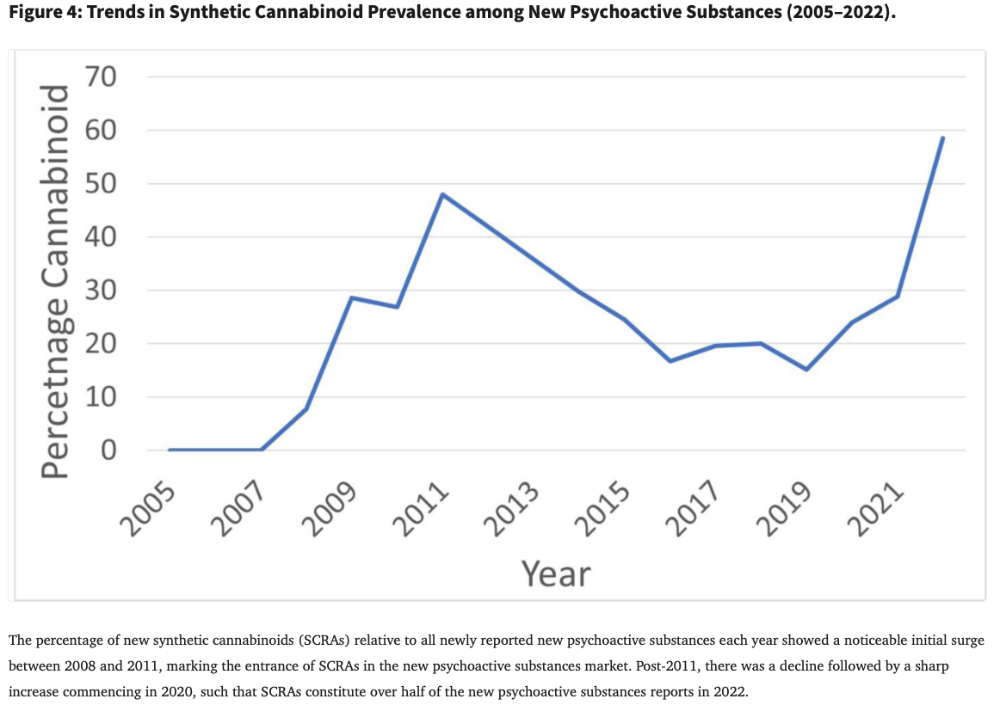 Figure 4: Trends in Synthetic Cannabinoid Prevalence among New Psychoactive Substances (2005–2022).
Percetnage Cannabinoid
70
60
50
40
30
20
10
0
2005
2007
2009
2011
2013
2015
2017
2019
2021
Year
The percentage of new synthetic cannabinoids (SCRAs) relative to all newly reported new psychoactive substances each year showed a noticeable initial surge
between 2008 and 2011, marking the entrance of SCRAs in the new psychoactive substances market. Post-2011, there was a decline followed by a sharp
increase commencing in 2020, such that SCRAs constitute over half of the new psychoactive substances reports in 2022.